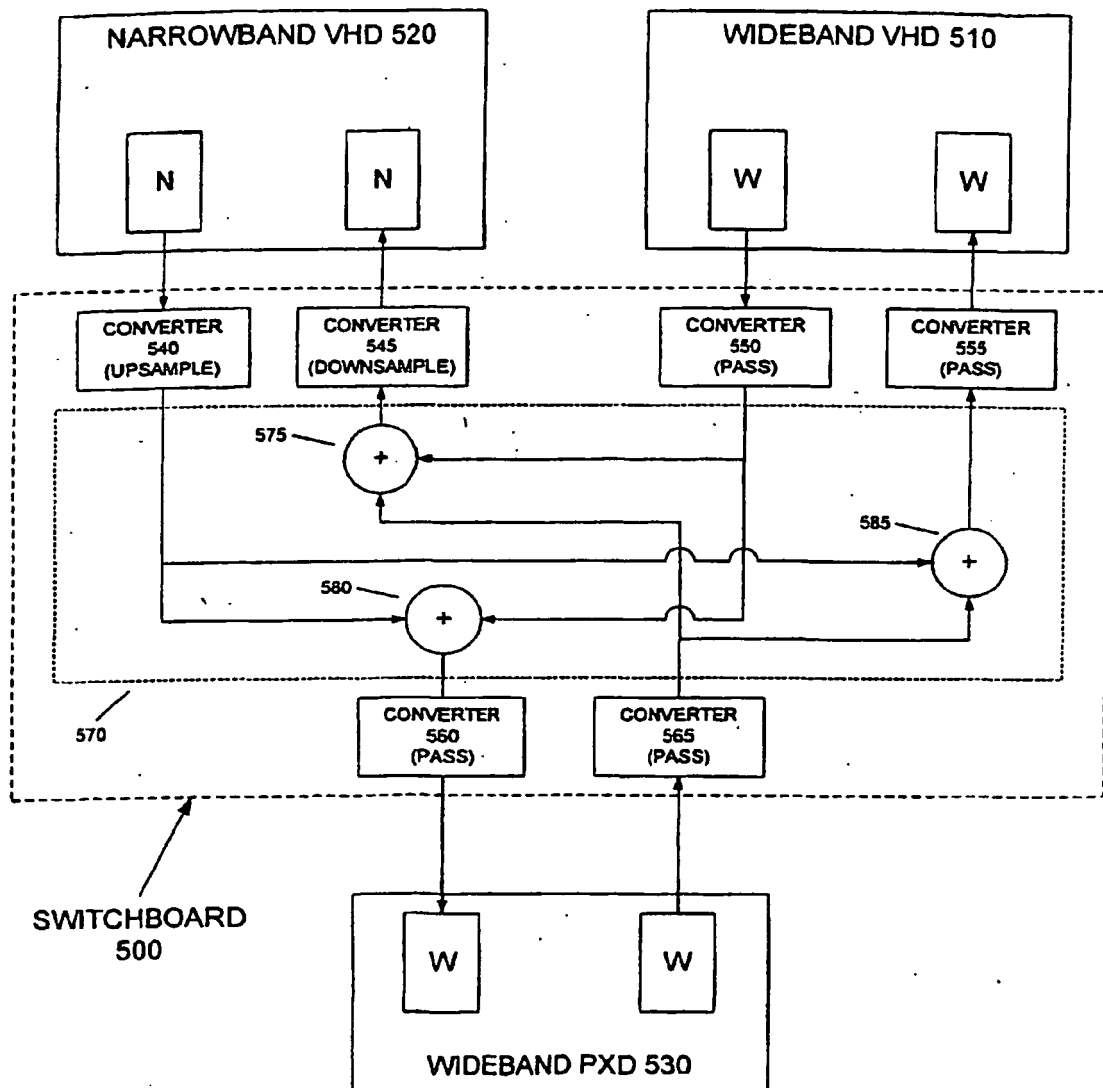 NARROWBAND VHD 520
WIDEBAND VHD 510
N
N
W
W
CONVERTER
540
(UPSAMPLE)
CONVERTER
545
(DOWNSAMPLE)
CONVERTER
550
(PASS)
CONVERTER
555
(PASS)
575
+
585
+
580
+
570
CONVERTER
560
(PASS)
CONVERTER
565
(PASS)
SWITCHBOARD
500
W
W
WIDEBAND PXD 530